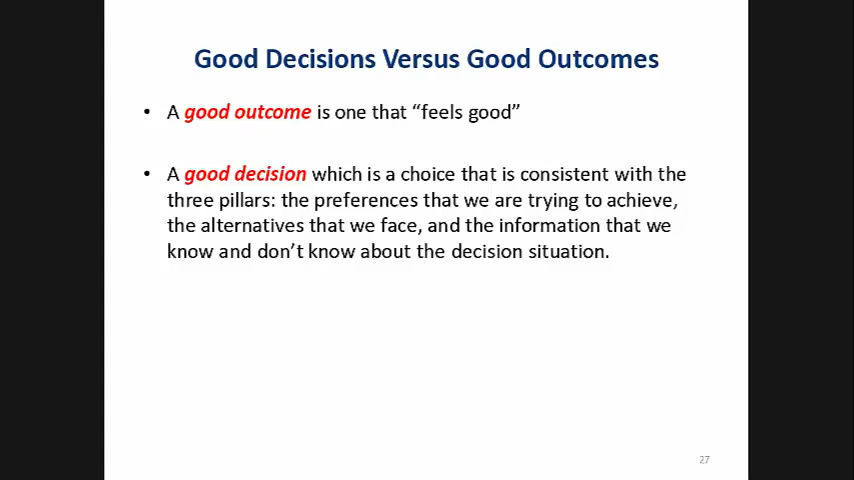 Good Decisions Versus Good Outcomes
• A good outcome is one that “feels good”
• A good decision which is a choice that is consistent with the
three pillars: the preferences that we are trying to achieve,
the alternatives that we face, and the information that we
know and don’t know about the decision situation.
27